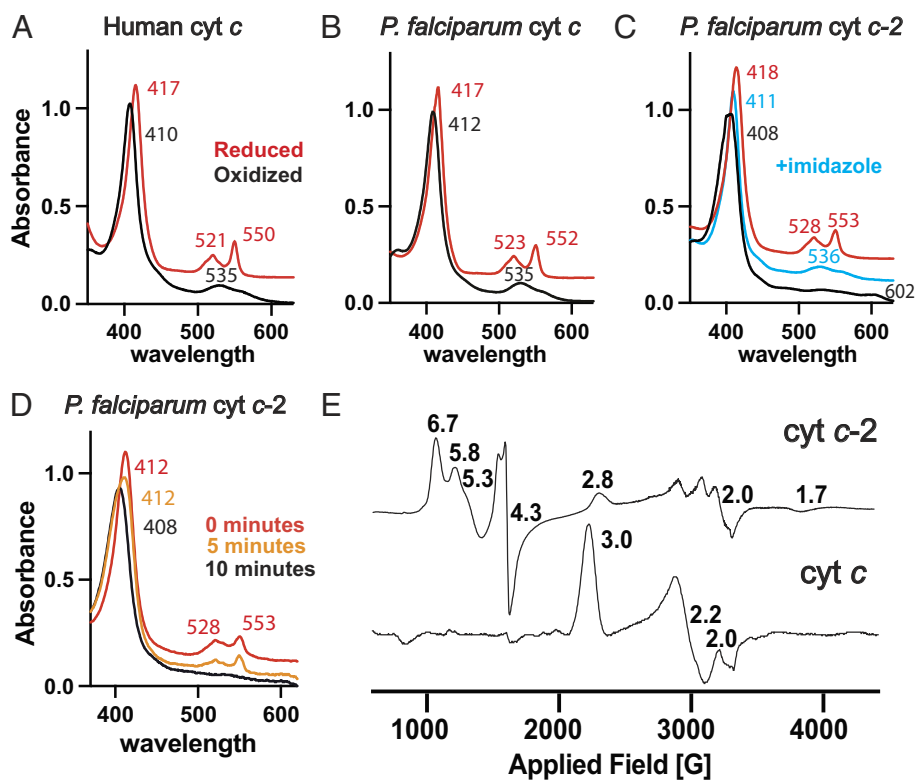 A Human cyt c
417
410
Reduced
Oxidized
521
550
535
Absorbance
1.0
0.5
0.0
400 500 600
wavelength
B P. falciparum cyt c
417
412
523
552
535
1.0
0.5
0.0
400 500 600
wavelength
C P. falciparum cyt c-2
418
411
408
+imidazole
528
553
536
602
1.0
0.5
0.0
400 500 600
wavelength
D P. falciparum cyt c-2
412
412
408
0 minutes
5 minutes
10 minutes
528
553
Absorbance
1.0
0.5
0.0
400 500 600
wavelength
E
cyt c-2
6.7
5.8
5.3
4.3
2.8
2.0
1.7
cyt c
3.0
2.2
2.0
1000 2000 3000 4000
Applied Field [G]